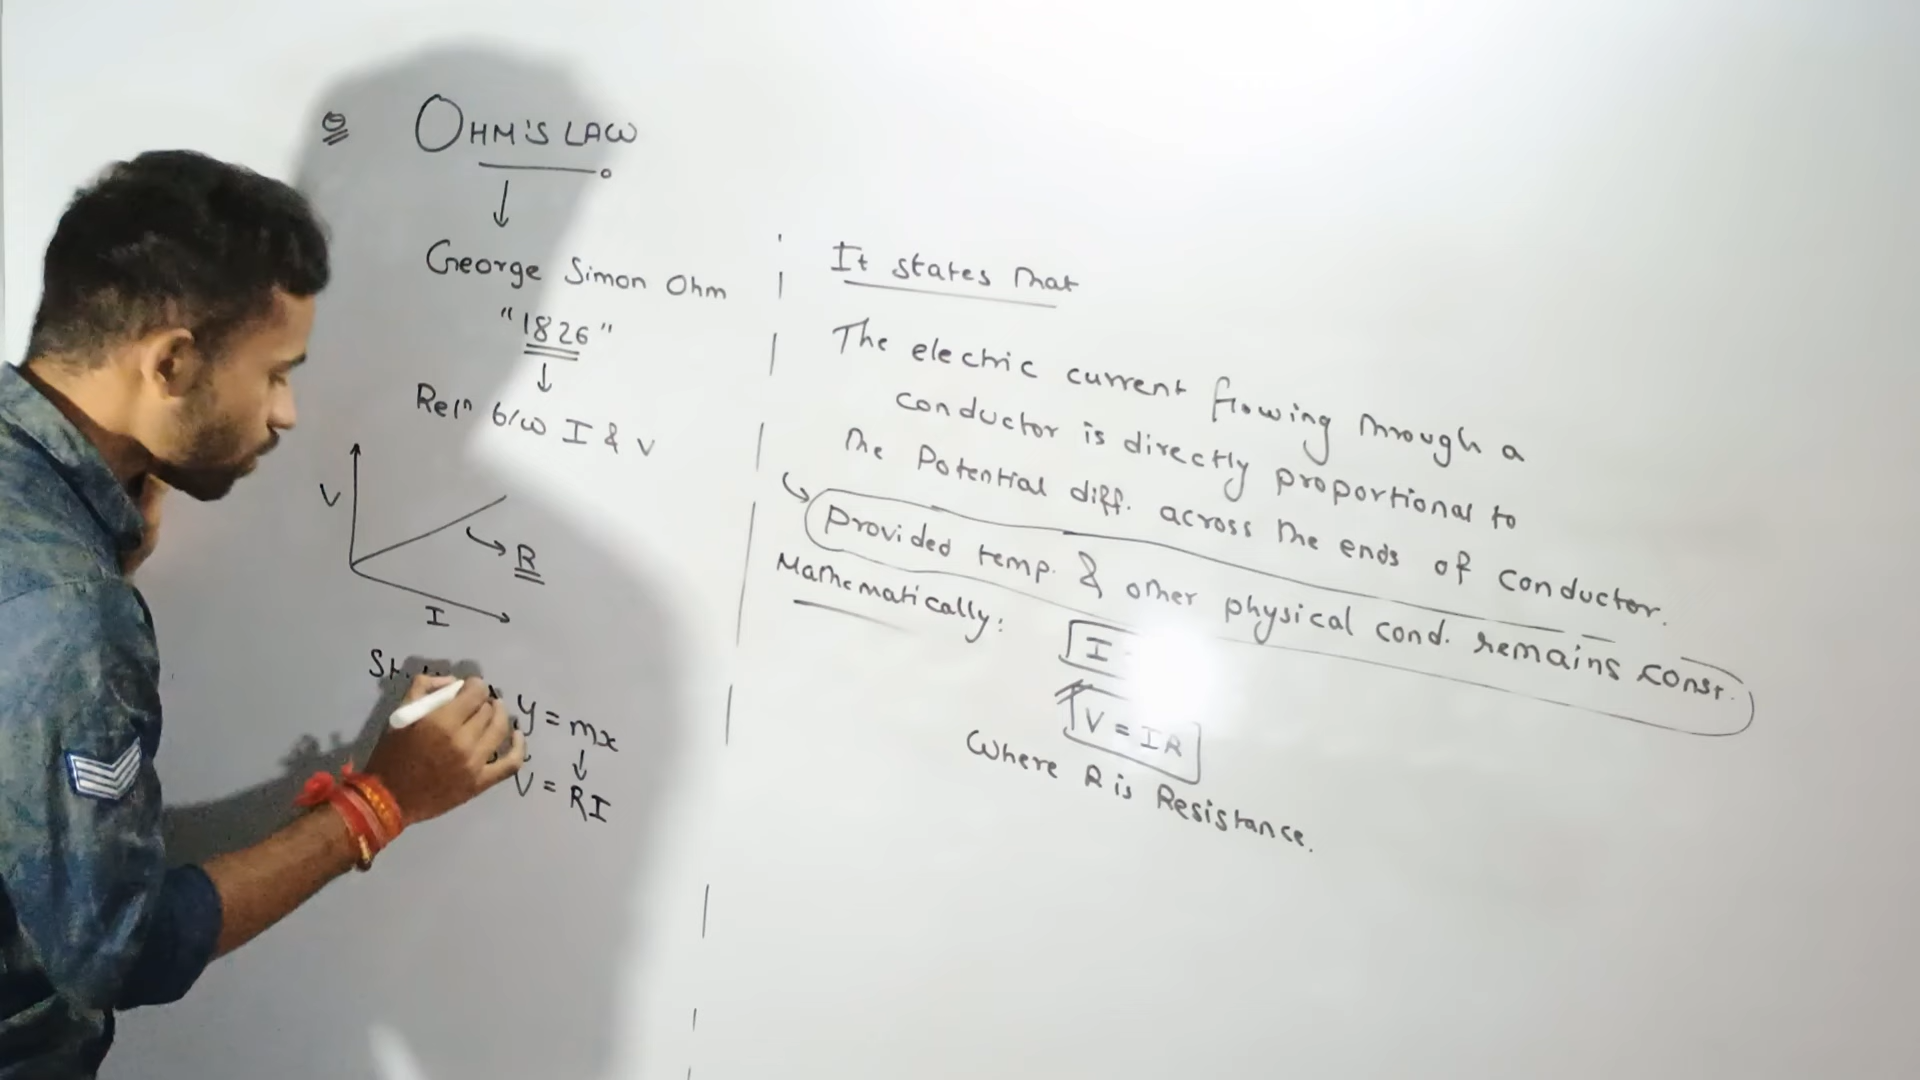 OHM'S LAW
George Simon Ohm
"1826"
Reln b/w I & V
V
R
I
y = mx
V = RI
It states that
The electric current flowing through a
conductor is directly proportional to
the Potential diff. across the ends of conductor.
Provided temp. & other physical cond. remains const.
Mathematically:
I
V = IR
Where R is Resistance.